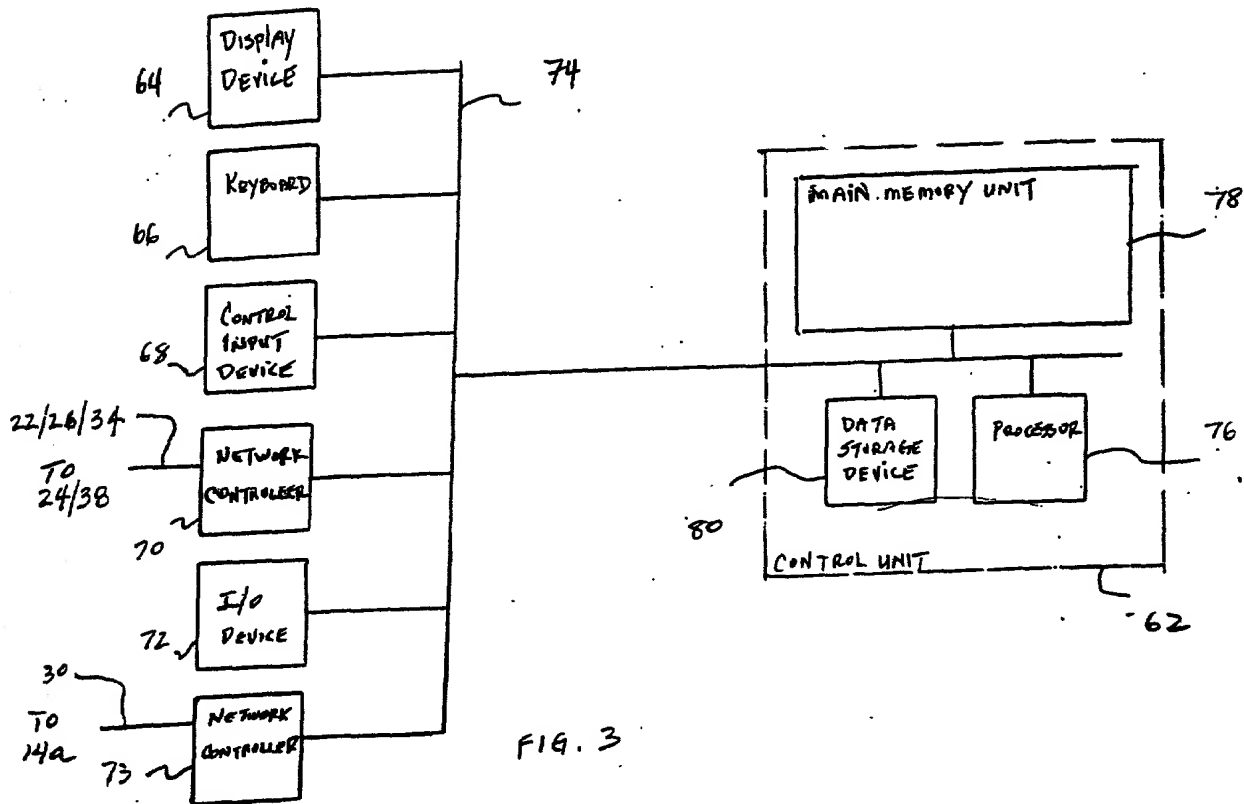 DISPLAY
DEVICE
64
74
KEYBOARD
66
MAIN MEMORY UNIT
78
CONTROL
INPUT
DEVICE
68
22/26/34
TO
24/38
NETWORK
CONTROLLER
70
DATA
STORAGE
DEVICE
PROCESSOR
76
80
CONTROL UNIT
62
I/O
DEVICE
72
30
TO
14a
NETWORK
CONTROLLER
73
FIG. 3